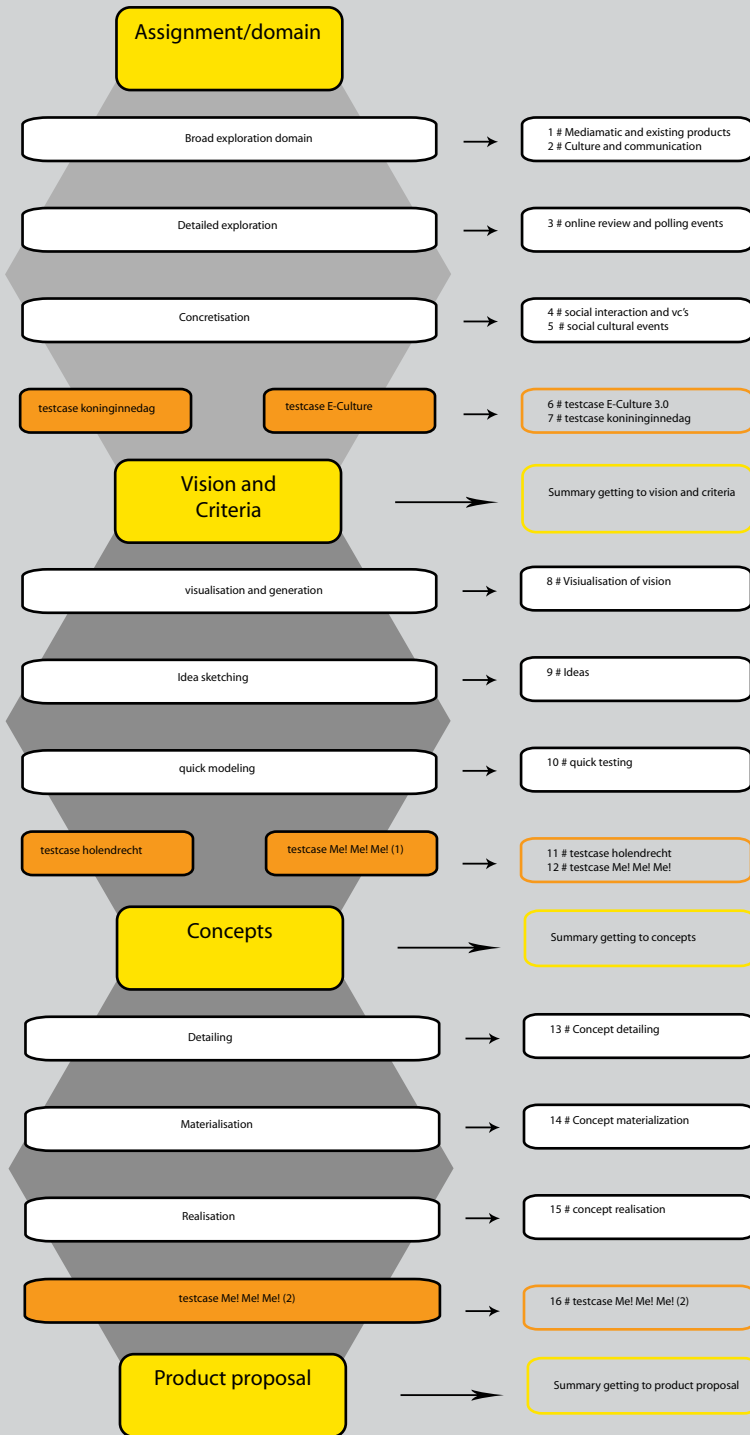 Assignment/domain
Broad exploration domain
1 # Mediamatic and existing products
2 # Culture and communication
Detailed exploration
3 # online review and polling events
Concretisation
4 # social interaction and vc's
5 # social cultural events
testcase koninginnedag
testcase E-Culture
6 # testcase E-Culture 3.0
7 # testcase konininginnedag
Vision and
Criteria
Summary getting to vision and criteria
visualisation and generation
8 # Visiualisation of vision
Idea sketching
9 # Ideas
quick modeling
10 # quick testing
testcase holendrecht
testcase Me! Me! Me! (1)
11 # testcase holendrecht
12 # testcase Me! Me! Me!
Concepts
Summary getting to concepts
Detailing
13 # Concept detailing
Materialisation
14 # Concept materialization
Realisation
15 # concept realisation
testcase Me! Me! Me! (2)
16 # testcase Me! Me! Me! (2)
Product proposal
Summary getting to product proposal